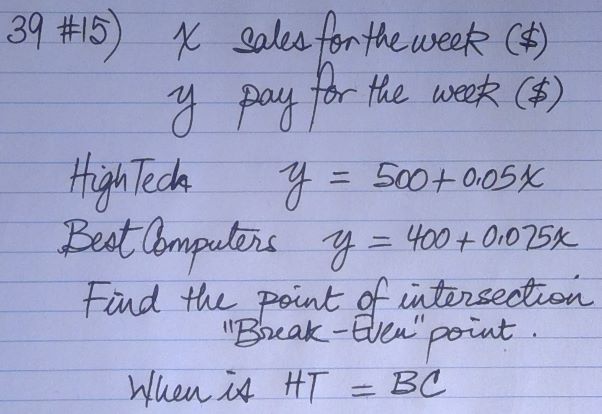 39 #15) x sales for the week ($)
y pay for the week ($)
HighTech y = 500 + 0.05x
Best Computers y = 400 + 0.075x
Find the point of intersection
"Break-Even" point.
When is HT = BC